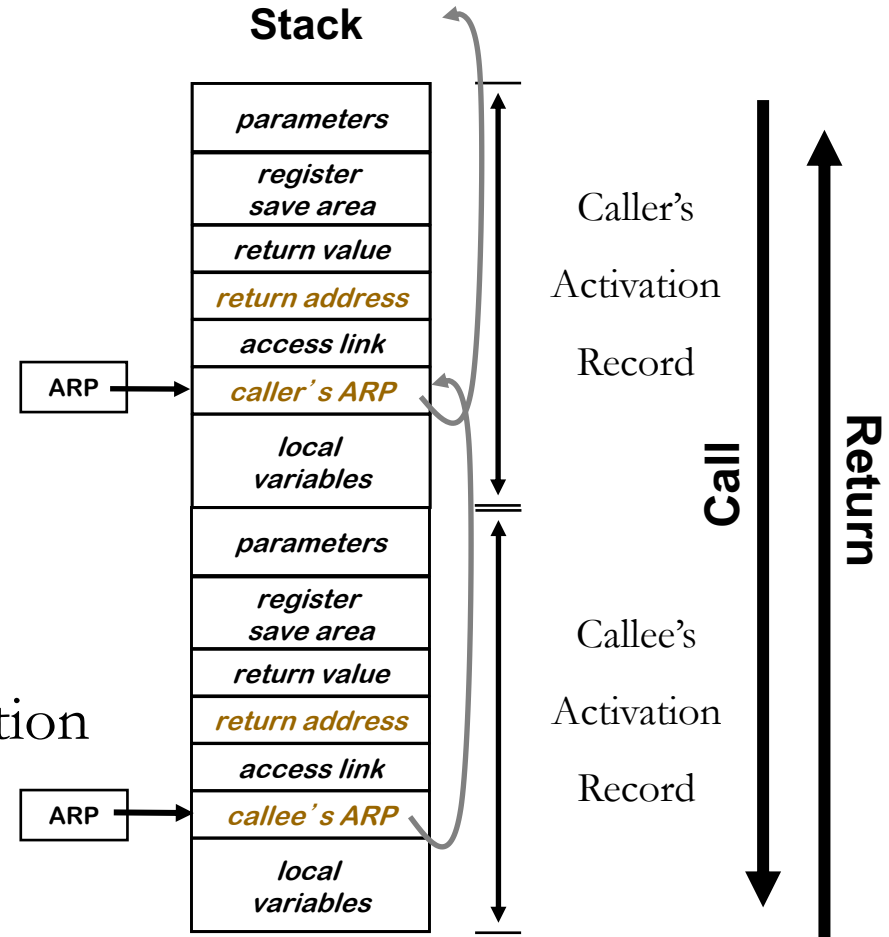 Stack
parameters
register
save area
return value
return address
access link
ARP
caller's ARP
local
variables
Caller's
Activation
Record
parameters
register
save area
return value
return address
access link
ARP
callee's ARP
local
variables
Callee's
Activation
Record
tion
Call
Return